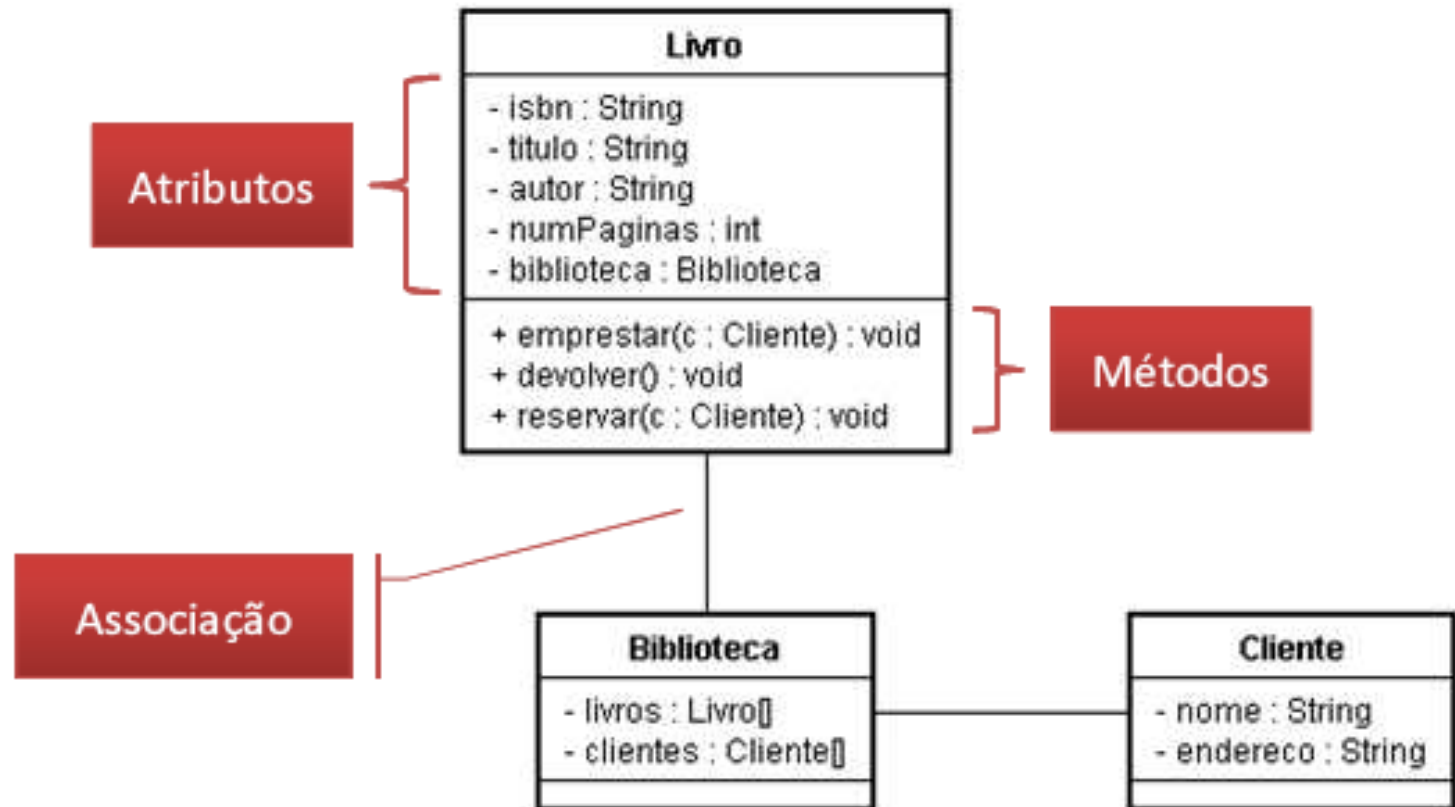 Livro
- isbn : String
- titulo : String
- autor : String
- numPaginas : int
- biblioteca : Biblioteca
+ emprestar(c : Cliente) : void
+ devolver() : void
+ reservar(c : Cliente) : void
Atributos
Métodos
Associação
Biblioteca
- livros : Livro[]
- clientes : Cliente[]
Cliente
- nome : String
- endereco : String